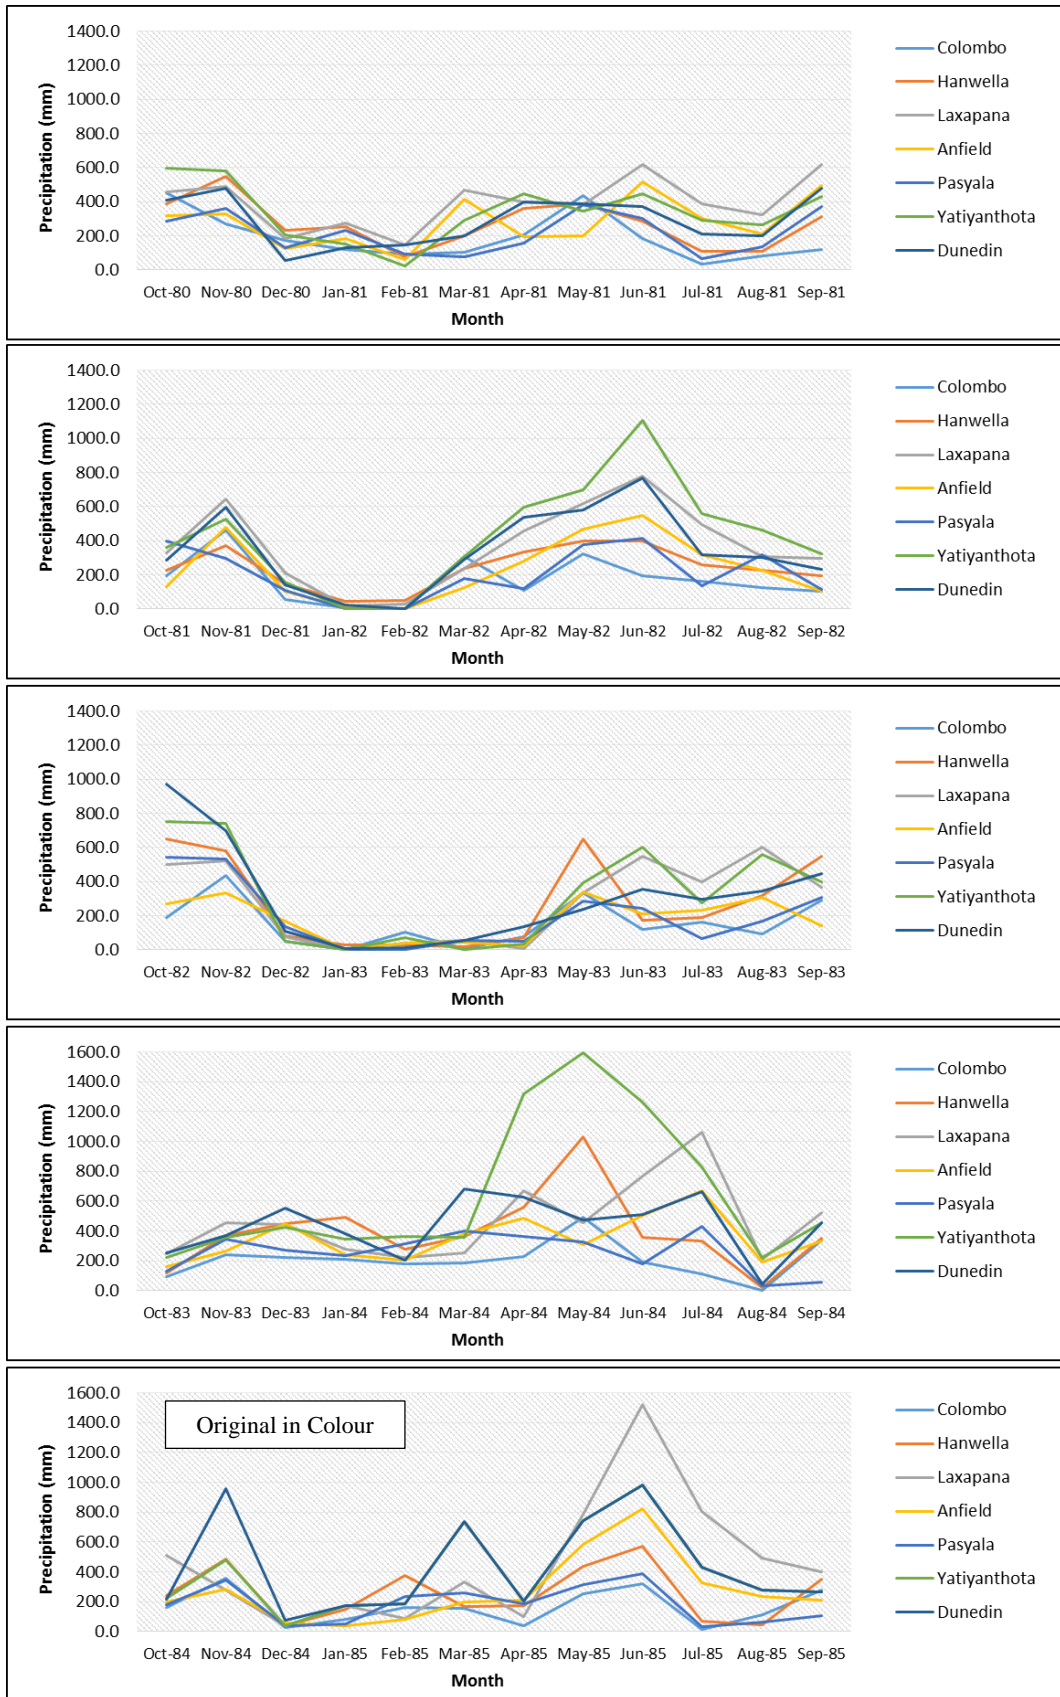 1400.0
1200.0
1000.0
800.0
600.0
400.0
200.0
0.0
Precipitation (mm)
Oct-80 Nov-80 Dec-80 Jan-81 Feb-81 Mar-81 Apr-81 May-81 Jun-81 Jul-81 Aug-81 Sep-81
Month
Colombo
Hanwella
Laxapana
Anfield
Pasyala
Yatiyanthota
Dunedin
1400.0
1200.0
1000.0
800.0
600.0
400.0
200.0
0.0
Precipitation (mm)
Oct-81 Nov-81 Dec-81 Jan-82 Feb-82 Mar-82 Apr-82 May-82 Jun-82 Jul-82 Aug-82 Sep-82
Month
Colombo
Hanwella
Laxapana
Anfield
Pasyala
Yatiyanthota
Dunedin
1400.0
1200.0
1000.0
800.0
600.0
400.0
200.0
0.0
Precipitation (mm)
Oct-82 Nov-82 Dec-82 Jan-83 Feb-83 Mar-83 Apr-83 May-83 Jun-83 Jul-83 Aug-83 Sep-83
Month
Colombo
Hanwella
Laxapana
Anfield
Pasyala
Yatiyanthota
Dunedin
1600.0
1400.0
1200.0
1000.0
800.0
600.0
400.0
200.0
0.0
Precipitation (mm)
Oct-83 Nov-83 Dec-83 Jan-84 Feb-84 Mar-84 Apr-84 May-84 Jun-84 Jul-84 Aug-84 Sep-84
Month
Colombo
Hanwella
Laxapana
Anfield
Pasyala
Yatiyanthota
Dunedin
1600.0
1400.0
1200.0
1000.0
800.0
600.0
400.0
200.0
0.0
Precipitation (mm)
Original in Colour
Oct-84 Nov-84 Dec-84 Jan-85 Feb-85 Mar-85 Apr-85 May-85 Jun-85 Jul-85 Aug-85 Sep-85
Month
Colombo
Hanwella
Laxapana
Anfield
Pasyala
Yatiyanthota
Dunedin